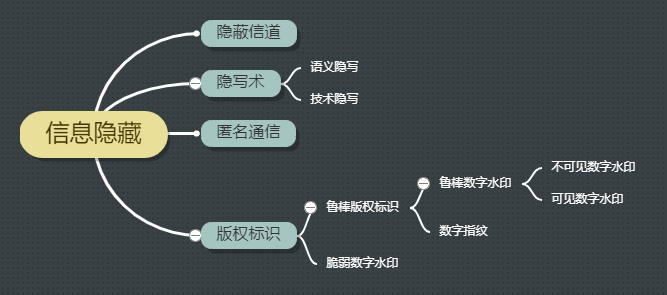 隐蔽信道
隐写术
语义隐写
技术隐写
信息隐藏
匿名通信
版权标识
鲁棒版权标识
鲁棒数字水印
不可见数字水印
可见数字水印
数字指纹
脆弱数字水印